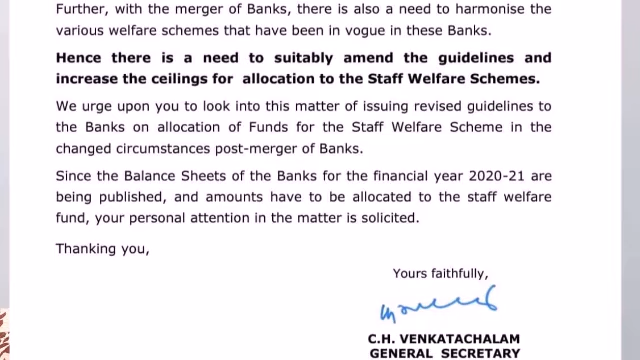 Further, with the merger of Banks, there is also a need to harmonise the
various welfare schemes that have been in vogue in these Banks.
Hence there is a need to suitably amend the guidelines and
increase the ceilings for allocation to the Staff Welfare Schemes.
We urge upon you to look into this matter of issuing revised guidelines to
the Banks on allocation of Funds for the Staff Welfare Scheme in the
changed circumstances post-merger of Banks.
Since the Balance Sheets of the Banks for the financial year 2020-21 are
being published, and amounts have to be allocated to the staff welfare
fund, your personal attention in the matter is solicited.
Thanking you,
Yours faithfully,
C.H. VENKATACHALAM
GENERAL SECRETARY